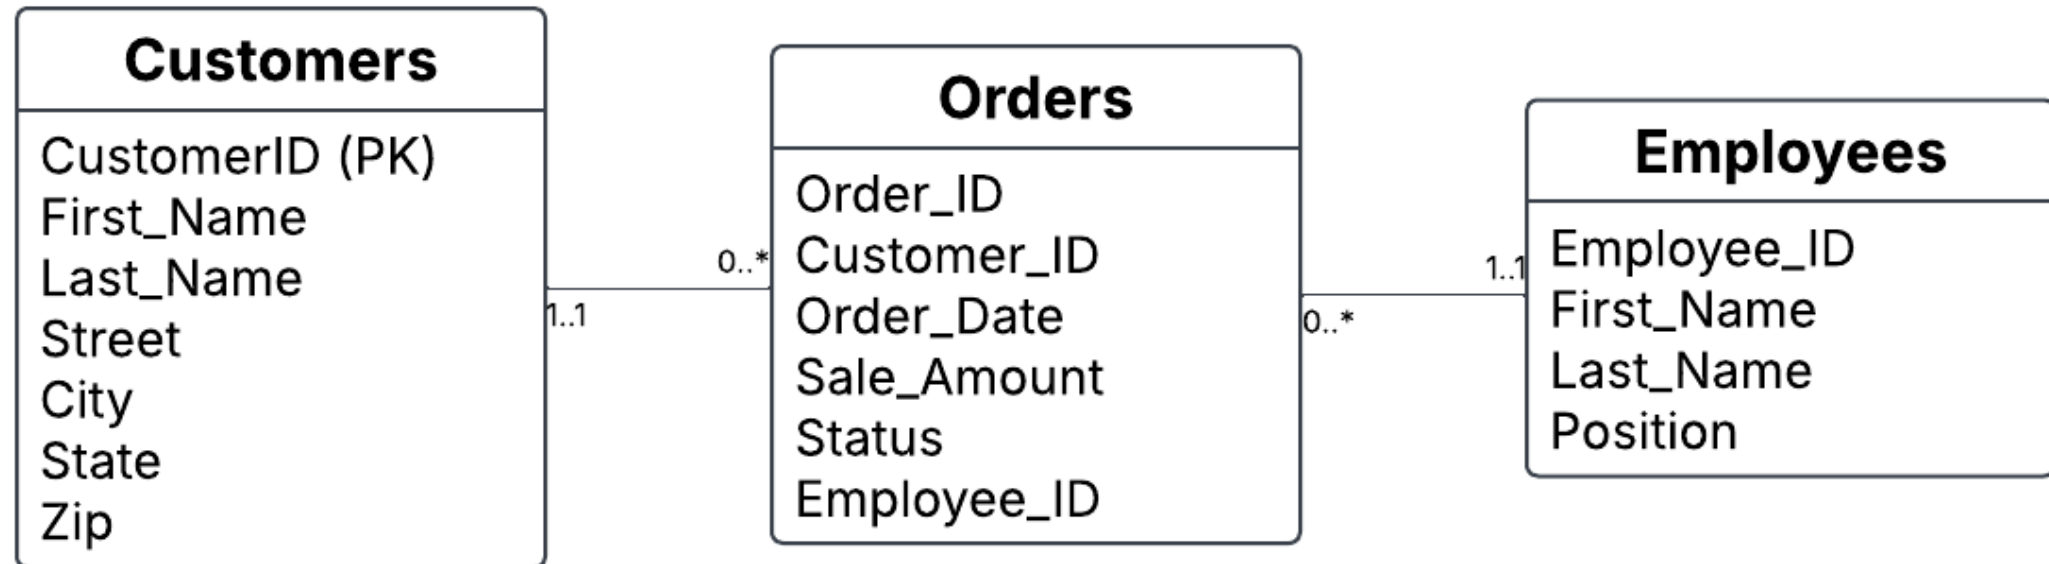 Customers
CustomerID (PK)
First_Name
Last_Name
Street
City
State
Zip
1..1
0..*
Orders
Order_ID
Customer_ID
Order_Date
Sale_Amount
Status
Employee_ID
0..*
1..1
Employees
Employee_ID
First_Name
Last_Name
Position